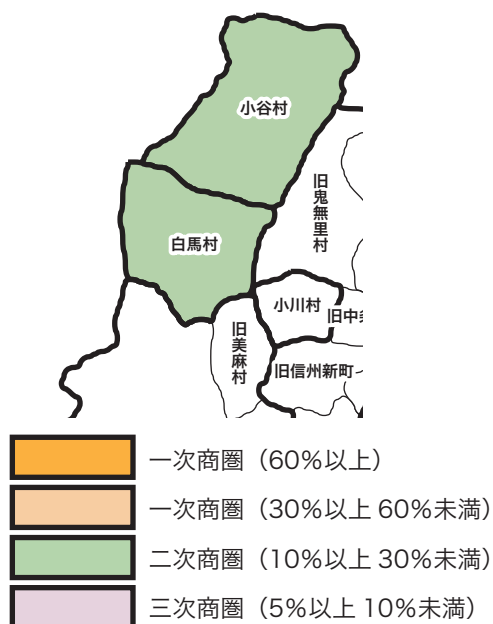 小谷村
旧鬼無里村
白馬村
小川村
旧中
旧美麻村
旧信州新町
一次商圏（60%以上）
一次商圏（30%以上 60%未満）
二次商圏（10%以上 30%未満）
三次商圏（5%以上 10%未満）